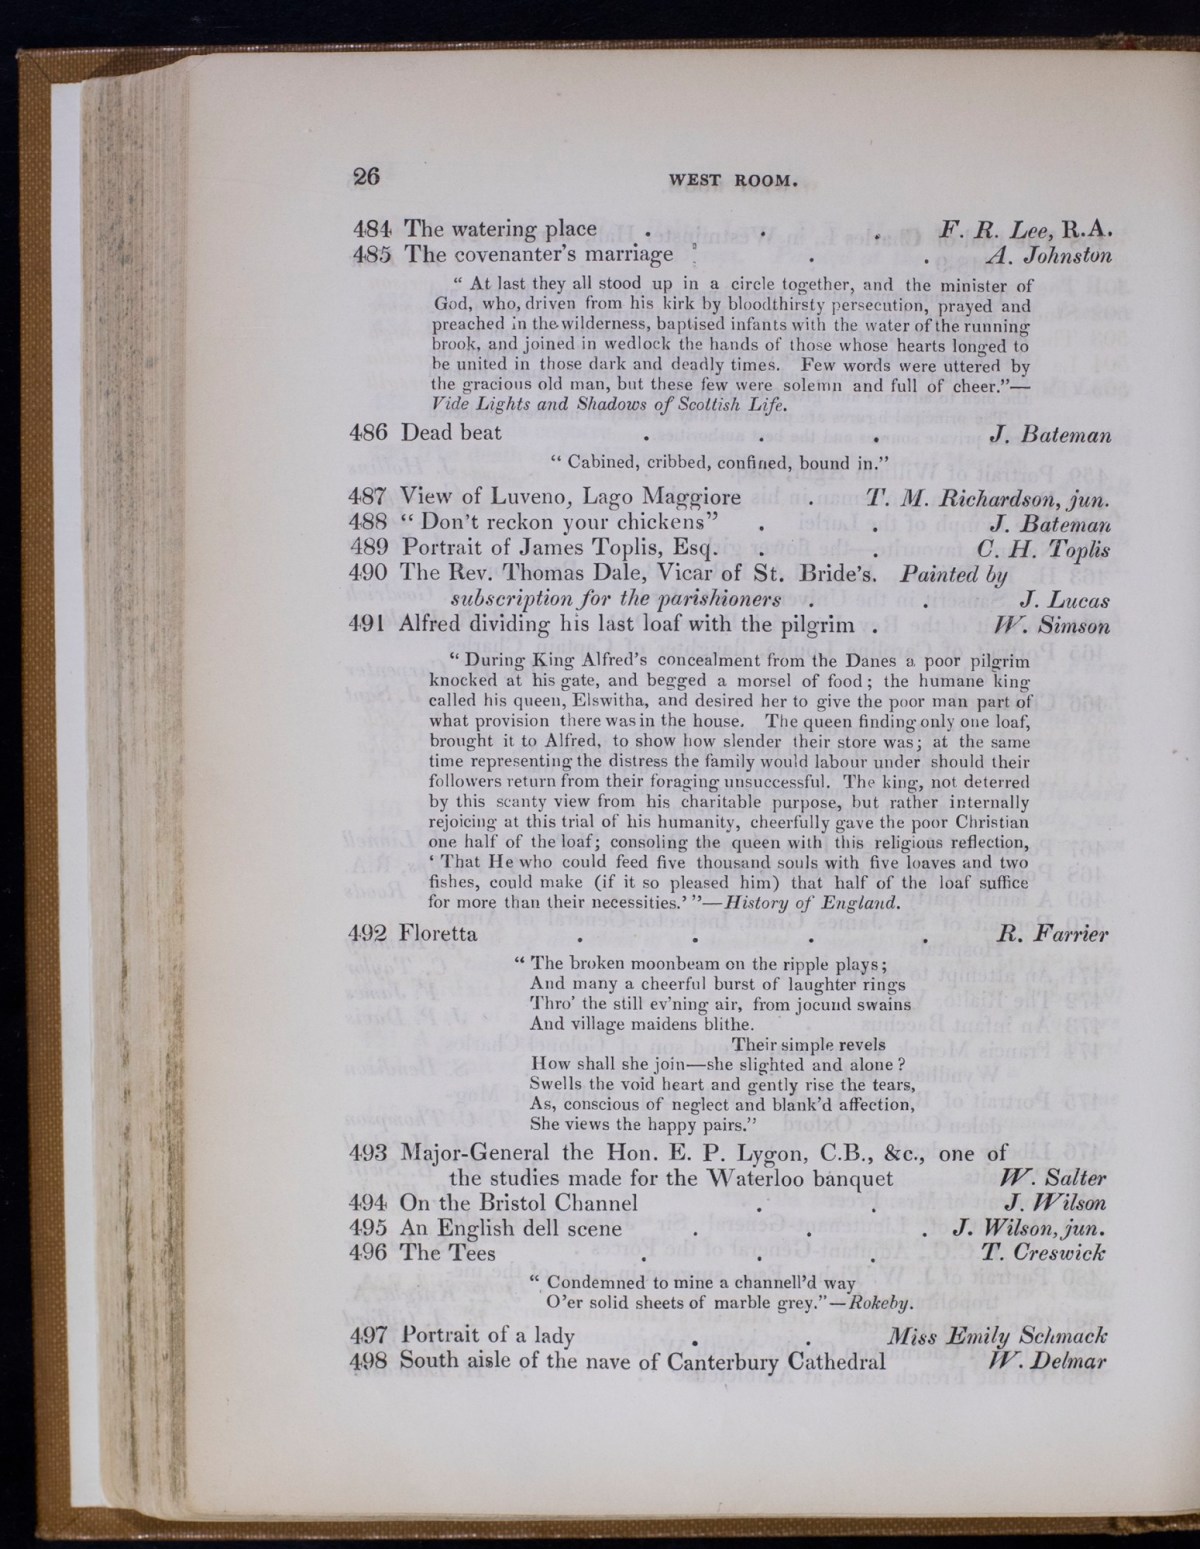 26 WEST ROOM.
484 The watering place . . . F. R. Lee, R.A.
485 The covenanter's marriage . . A. Johnston
“ At last they all stood up in a circle together, and the minister of
God, who, driven from his kirk by bloodthirsty persecution, prayed and
preached in the wilderness, baptised infants with the water of the running
brook, and joined in wedlock the hands of those whose hearts longed to
be united in those dark and deadly times. Few words were uttered by
the gracious old man, but these few were solemn and full of cheer.”—
Vide Lights and Shadows of Scottish Life.
486 Dead beat . . . J. Bateman
“ Cabined, cribbed, confined, bound in.”
487 View of Luveno, Lago Maggiore . T. M. Richardson, jun.
488 “ Don't reckon your chickens” . . J. Bateman
489 Portrait of James Toplis, Esq. . . C. H. Toplis
490 The Rev. Thomas Dale, Vicar of St. Bride's. Painted by
subscription for the parishioners . . J. Lucas
491 Alfred dividing his last loaf with the pilgrim . W. Simson
“ During King Alfred's concealment from the Danes a poor pilgrim
knocked at his gate, and begged a morsel of food; the humane king
called his queen, Elswitha, and desired her to give the poor man part of
what provision there was in the house. The queen finding only one loaf,
brought it to Alfred, to show how slender their store was; at the same
time representing the distress the family would labour under should their
followers return from their foraging unsuccessful. The king, not deterred
by this scanty view from his charitable purpose, but rather internally
rejoicing at this trial of his humanity, cheerfully gave the poor Christian
one half of the loaf; consoling the queen with this religious reflection,
‘ That He who could feed five thousand souls with five loaves and two
fishes, could make (if it so pleased him) that half of the loaf suffice
for more than their necessities.’ ”—History of England.
492 Floretta . . . . R. Farrier
“ The broken moonbeam on the ripple plays;
And many a cheerful burst of laughter rings
Thro' the still ev'ning air, from jocund swains
And village maidens blithe.
Their simple revels
How shall she join—she slighted and alone ?
Swells the void heart and gently rise the tears,
As, conscious of neglect and blank'd affection,
She views the happy pairs.”
493 Major-General the Hon. E. P. Lygon, C.B., &c., one of
the studies made for the Waterloo banquet W. Salter
494 On the Bristol Channel . . J. Wilson
495 An English dell scene . . . J. Wilson, jun.
496 The Tees . . . T. Creswick
“ Condemned to mine a channell'd way
O'er solid sheets of marble grey.”—Rokeby.
497 Portrait of a lady . . Miss Emily Schmack
498 South aisle of the nave of Canterbury Cathedral W. Delmar